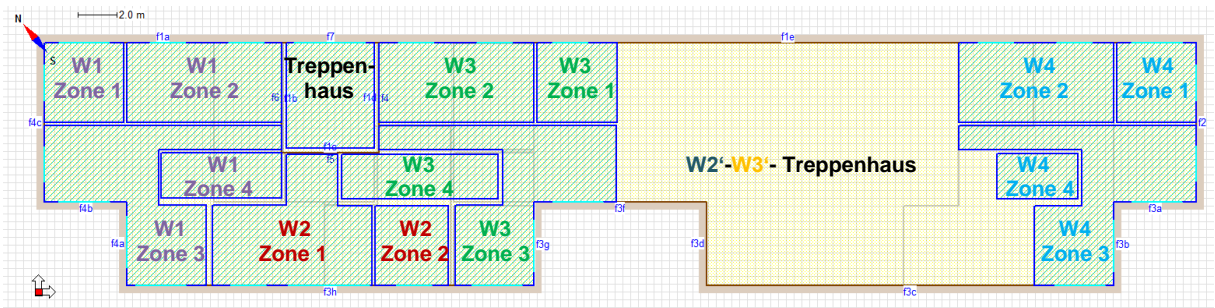 N
2.0 m
S
f1a
f7
f1e
W1
Zone 1
W1
Zone 2
Treppen-
haus
W3
Zone 2
W3
Zone 1
W4
Zone 2
W4
Zone 1
f6
f1b
f1d
f4
f4c
f2
f1c
f5
W1
Zone 4
W3
Zone 4
W2‘-W3‘- Treppenhaus
W4
Zone 4
f4b
f3f
f3a
W1
Zone 3
W2
Zone 1
W2
Zone 2
W3
Zone 3
W4
Zone 3
f4a
f3g
f3d
f3b
f3h
f3c